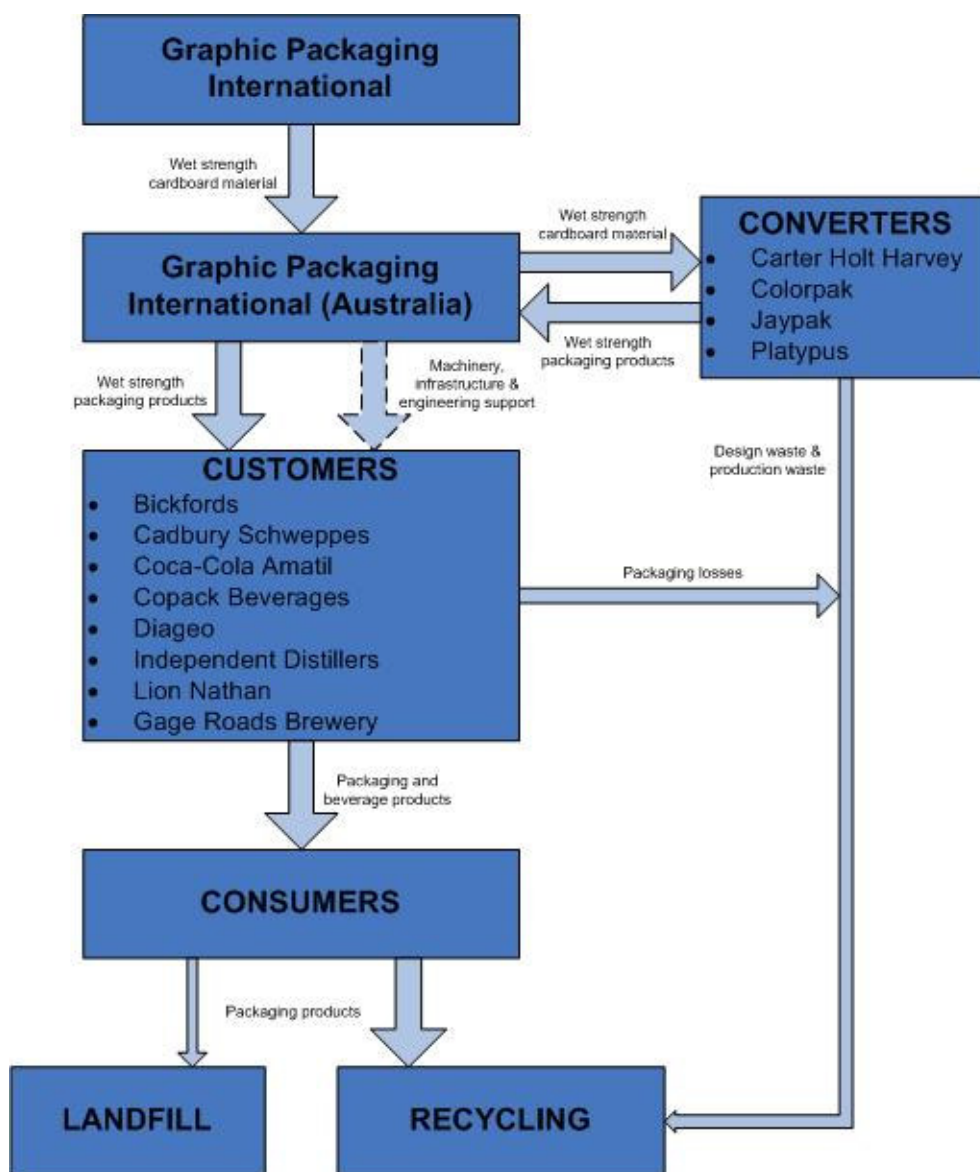 Graphic Packaging
International
Wet strength
cardboard material
Graphic Packaging
International (Australia)
Wet strength
cardboard material
Wet strength
packaging products
CONVERTERS
• Carter Holt Harvey
• Colorpak
• Jaypak
• Platypus
Wet strength
packaging products
Machinery,
infrastructure &
engineering support
Design waste &
production waste
CUSTOMERS
• Bickfords
• Cadbury Schweppes
• Coca-Cola Amatil
• Copack Beverages
• Diageo
• Independent Distillers
• Lion Nathan
• Gage Roads Brewery
Packaging losses
Packaging and
beverage products
CONSUMERS
Packaging products
LANDFILL
RECYCLING